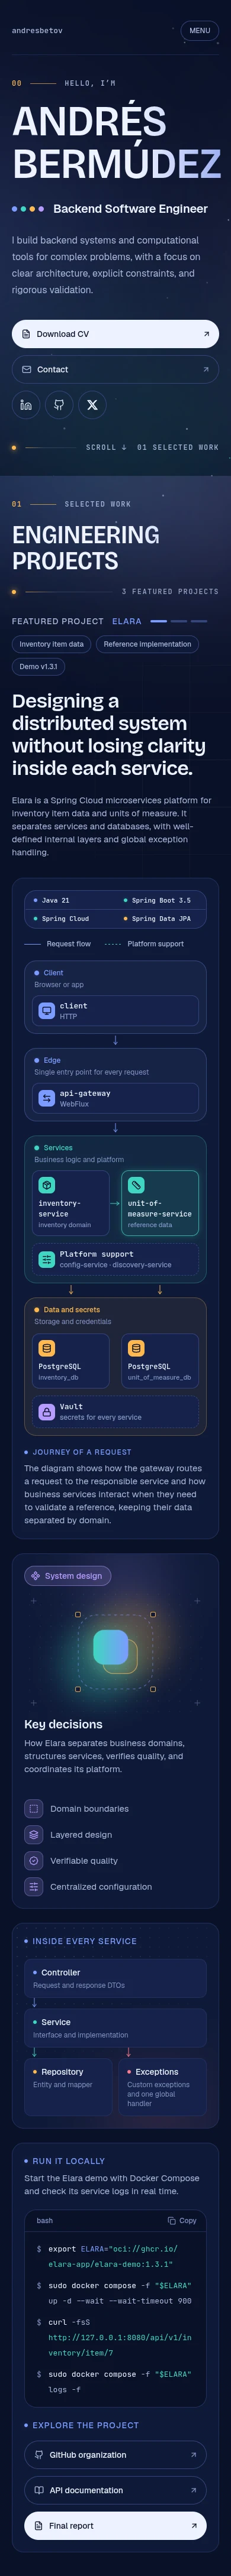 andresbetov
MENU
00 HELLO, I'M
ANDRÉS
BERMÚDEZ
Backend Software Engineer
I build backend systems and computational
tools for complex problems, with a focus on
clear architecture, explicit constraints, and
rigorous validation.
Download CV
Contact
SCROLL ↓ 01 SELECTED WORK
01 SELECTED WORK
ENGINEERING
PROJECTS
3 FEATURED PROJECTS
FEATURED PROJECT ELARA
Inventory item data
Reference implementation
Demo v1.3.1
Designing a
distributed system
without losing clarity
inside each service.
Elara is a Spring Cloud microservices platform for
inventory item data and units of measure. It
separates services and databases, with well-
defined internal layers and global exception
handling.
Java 21
Spring Boot 3.5
Spring Cloud
Spring Data JPA
Request flow
Platform support
Client
Browser or app
client
HTTP
Edge
Single entry point for every request
api-gateway
WebFlux
Services
Business logic and platform
inventory-
service
inventory domain
unit-of-
measure-service
reference data
Platform support
config-service · discovery-service
Data and secrets
Storage and credentials
PostgreSQL
inventory_db
PostgreSQL
unit_of_measure_db
Vault
secrets for every service
JOURNEY OF A REQUEST
The diagram shows how the gateway routes
a request to the responsible service and how
business services interact when they need
to validate a reference, keeping their data
separated by domain.
System design
Key decisions
How Elara separates business domains,
structures services, verifies quality, and
coordinates its platform.
Domain boundaries
Layered design
Verifiable quality
Centralized configuration
INSIDE EVERY SERVICE
Controller
Request and response DTOs
Service
Interface and implementation
Repository
Entity and mapper
Exceptions
Custom exceptions
and one global
handler
RUN IT LOCALLY
Start the Elara demo with Docker Compose
and check its service logs in real time.
bash
Copy
$ export ELARA="oci://ghcr.io/
elara-app/elara-demo:1.3.1"
$ sudo docker compose -f "$ELARA"
up -d --wait --wait-timeout 900
$ curl -fsS
http://127.0.0.1:8080/api/v1/in
ventory/item/7
$ sudo docker compose -f "$ELARA"
logs -f
EXPLORE THE PROJECT
GitHub organization
API documentation
Final report